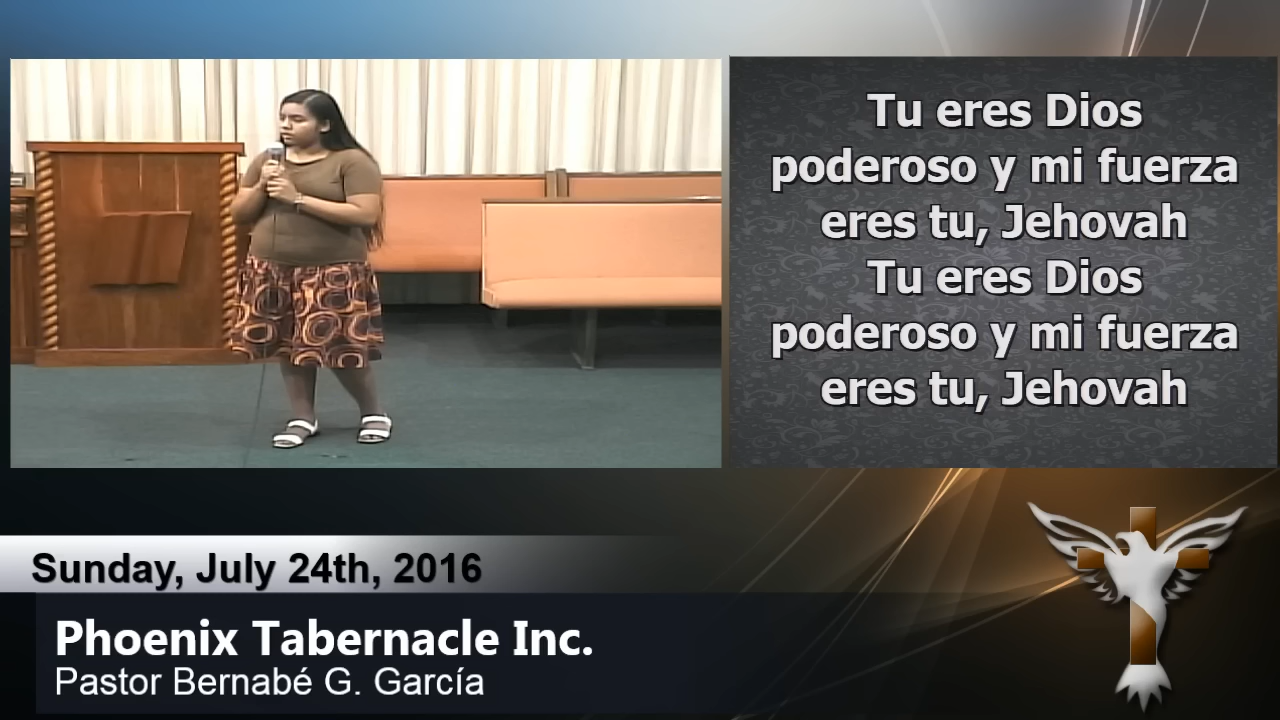 Tu eres Dios
poderoso y mi fuerza
eres tu, Jehovah
Tu eres Dios
poderoso y mi fuerza
eres tu, Jehovah
Sunday, July 24th, 2016
Phoenix Tabernacle Inc.
Pastor Bernabé G. García